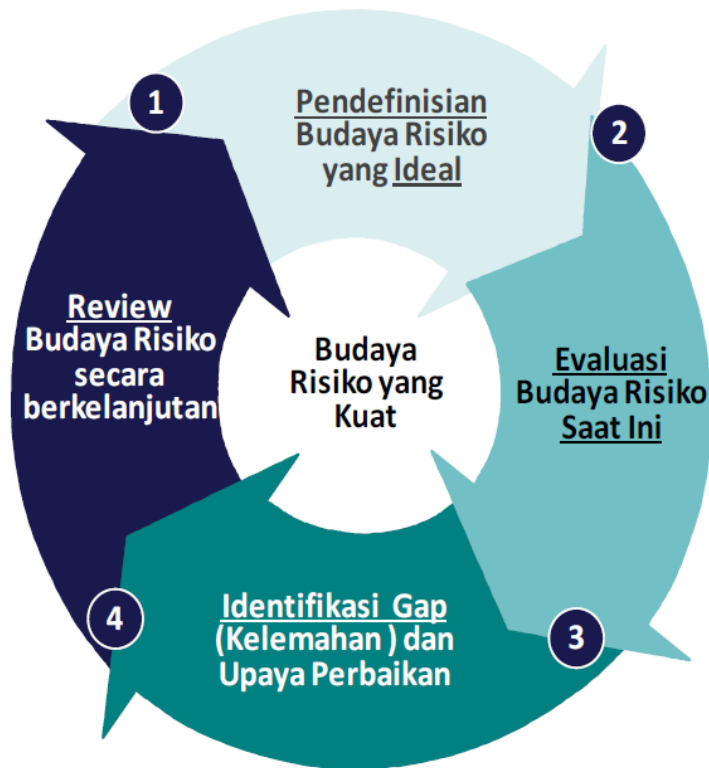 1
Pendefinisian
Budaya Risiko
yang Ideal
2
Evaluasi
Budaya Risiko
Saat Ini
3
Identifikasi Gap
(Kelemahan ) dan
Upaya Perbaikan
4
Review
Budaya Risiko
secara
berkelanjutan
Budaya
Risiko yang
Kuat